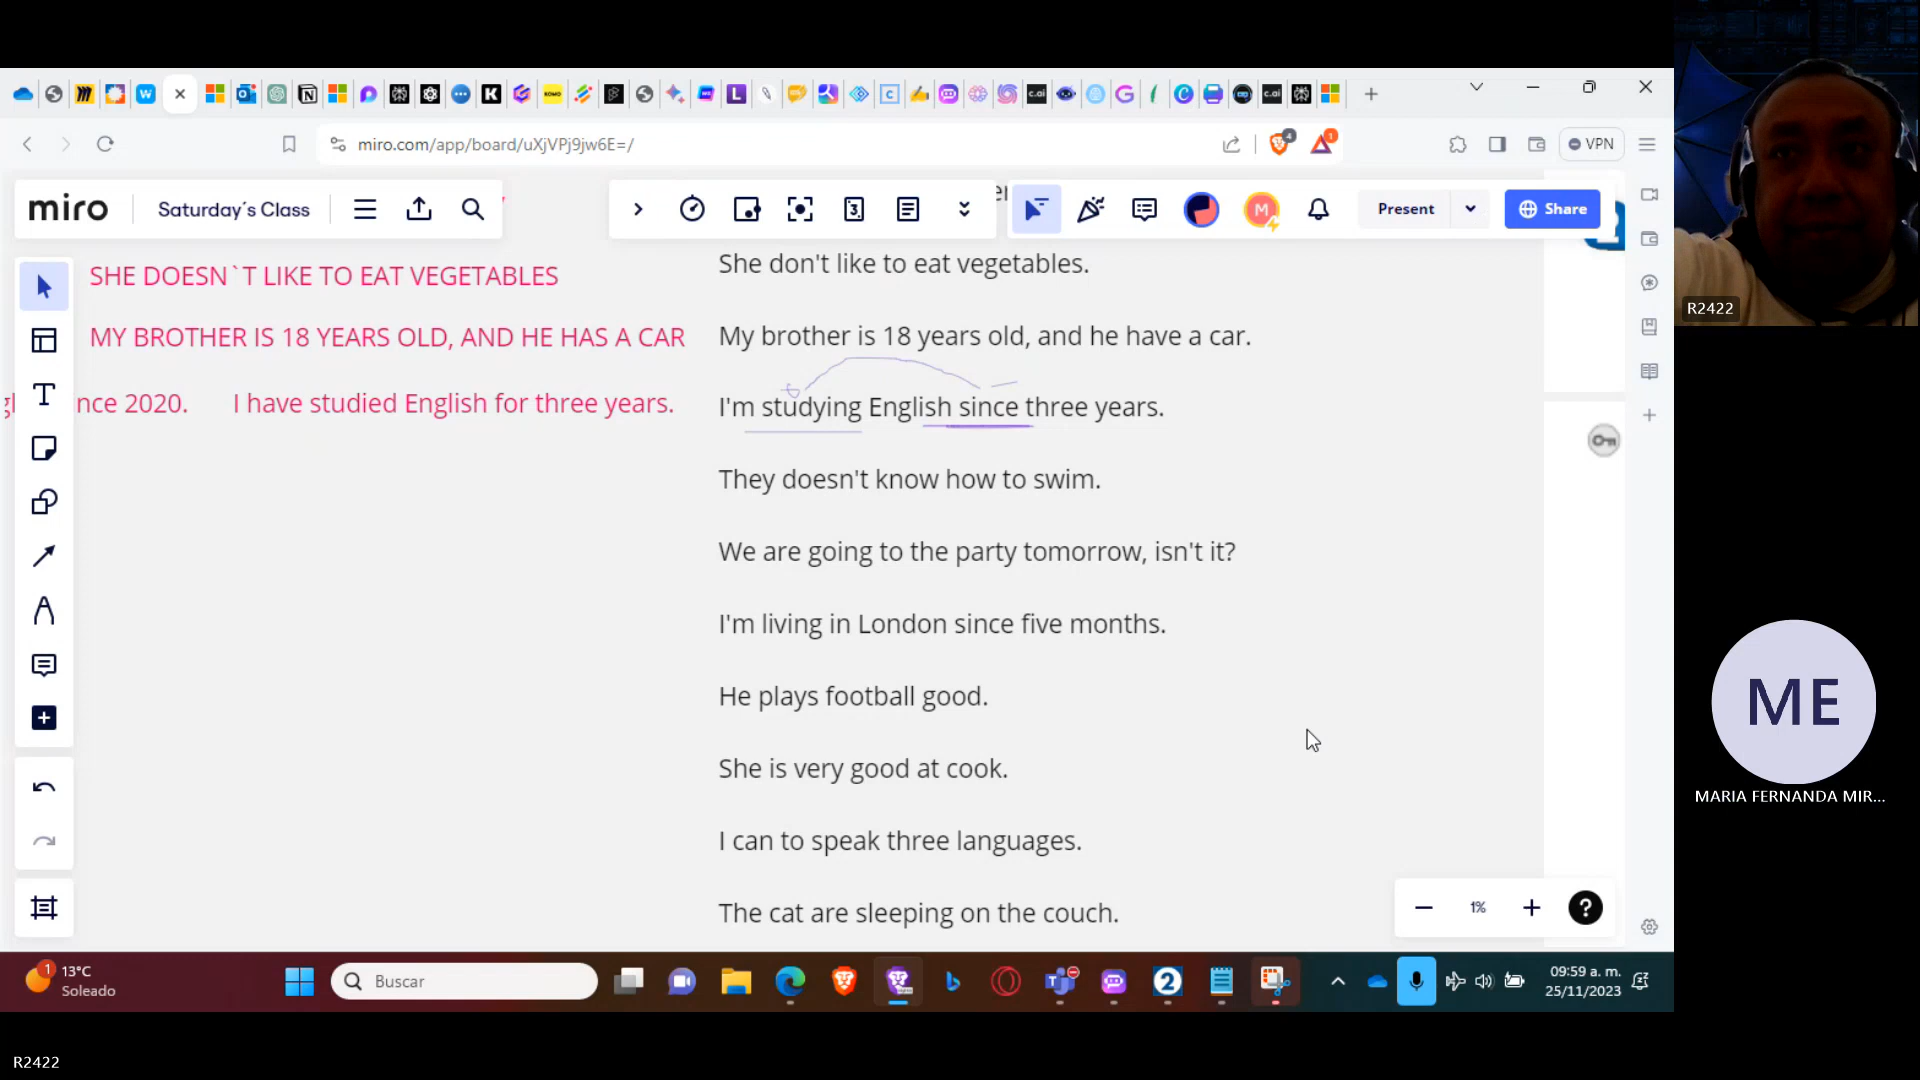 miro.com/app/board/uXjVPj9jw6E=/
VPN
miro
Saturday´s Class
Present
Share
SHE DOESN`T LIKE TO EAT VEGETABLES
She don't like to eat vegetables.
MY BROTHER IS 18 YEARS OLD, AND HE HAS A CAR
My brother is 18 years old, and he have a car.
nce 2020. I have studied English for three years.
I'm studying English since three years.
They doesn't know how to swim.
We are going to the party tomorrow, isn't it?
I'm living in London since five months.
He plays football good.
She is very good at cook.
I can to speak three languages.
The cat are sleeping on the couch.
1%
R2422
ME
MARIA FERNANDA MIR...
13°C
Soleado
Buscar
09:59 a. m.
25/11/2023
R2422